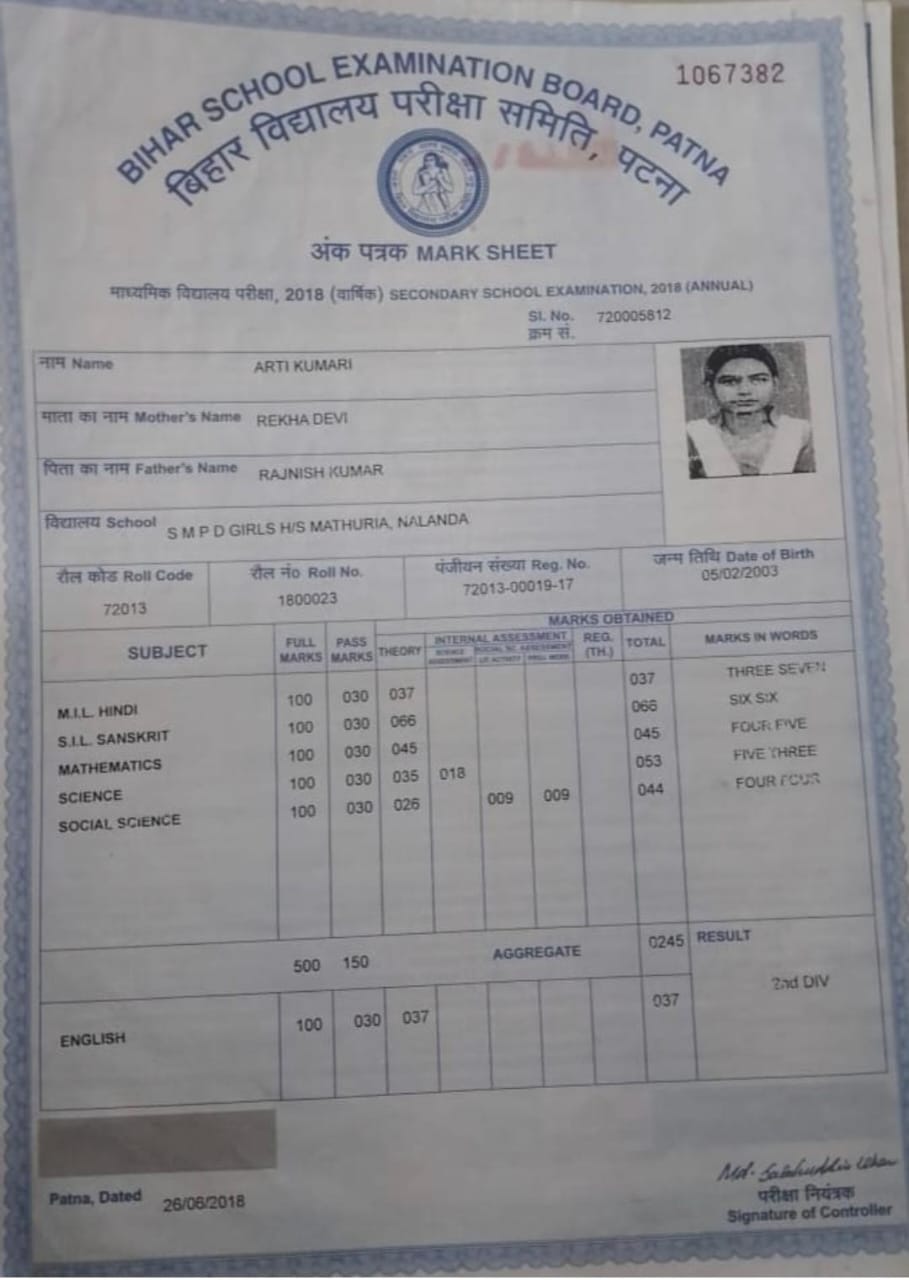 1067382
BIHAR SCHOOL EXAMINATION BOARD, PATNA
बिहार विद्यालय परीक्षा समिति, पटना
अंक पत्रक MARK SHEET
माध्यमिक विद्यालय परीक्षा, 2018 (वार्षिक) SECONDARY SCHOOL EXAMINATION, 2018 (ANNUAL)
Sl. No. 720005812
क्रम सं.
नाम Name ARTI KUMARI
माता का नाम Mother's Name REKHA DEVI
पिता का नाम Father's Name RAJNISH KUMAR
विद्यालय School S M P D GIRLS H/S MATHURIA, NALANDA
रौल कोड Roll Code रौल नं० Roll No. पंजीयन संख्या Reg. No. जन्म तिथि Date of Birth
72013 1800023 72013-00019-17 05/02/2003
MARKS OBTAINED
SUBJECT FULL MARKS PASS MARKS THEORY INTERNAL ASSESSMENT REG. (TH.) TOTAL MARKS IN WORDS
M.I.L. HINDI 100 030 037 037 THREE SEVEN
S.I.L. SANSKRIT 100 030 066 066 SIX SIX
MATHEMATICS 100 030 045 045 FOUR FIVE
SCIENCE 100 030 035 018 053 FIVE THREE
SOCIAL SCIENCE 100 030 026 009 009 044 FOUR FOUR
500 150 AGGREGATE 0245 RESULT
2nd DIV
ENGLISH 100 030 037 037
Patna, Dated 26/06/2018
परीक्षा नियंत्रक
Signature of Controller